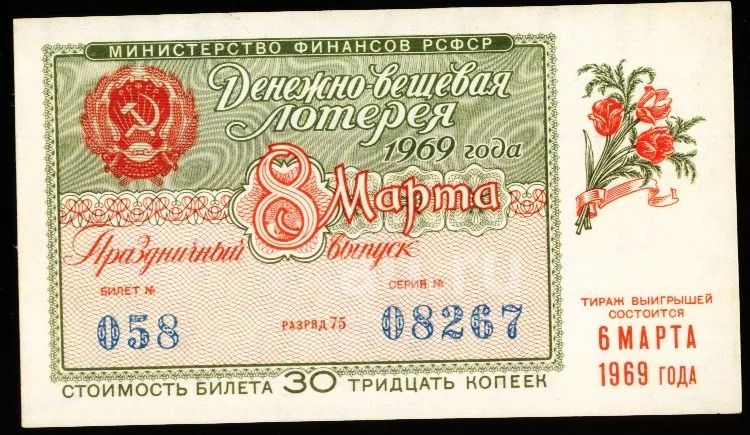 МИНИСТЕРСТВО ФИНАНСОВ РСФСР
Денежно-вещевая
лотерея
1969 года
8 Марта
Праздничный выпуск
БИЛЕТ № СЕРИЯ №
058 РАЗРЯД 75 08267
СТОИМОСТЬ БИЛЕТА 30 ТРИДЦАТЬ КОПЕЕК
ТИРАЖ ВЫИГРЫШЕЙ
СОСТОИТСЯ
6 МАРТА
1969 ГОДА